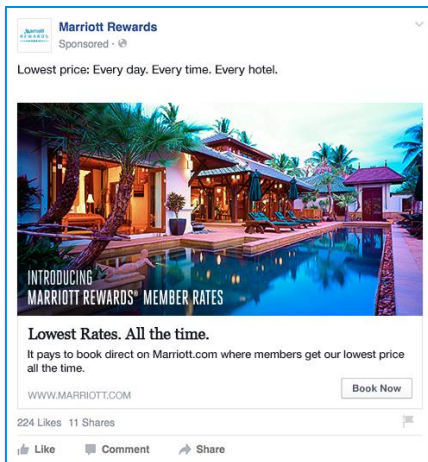 Marriott
REWARDS
Marriott Rewards
Sponsored ·
Lowest price: Every day. Every time. Every hotel.
INTRODUCING
MARRIOTT REWARDS® MEMBER RATES
Lowest Rates. All the time.
It pays to book direct on Marriott.com where members get our lowest price
all the time.
WWW.MARRIOTT.COM
Book Now
224 Likes 11 Shares
Like Comment Share